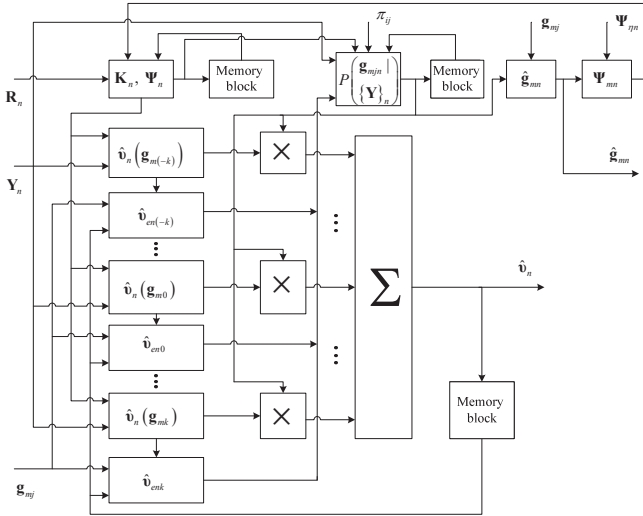 π_ij
g_mj
Ψ_ηn
R_n
K_n, Ψ_n
Memory
block
P(g_mjn |
{Y}_n)
Memory
block
ĝ_mn
Ψ_mn
Y_n
υ̂_n(g_m(−k))
×
ĝ_mn
υ̂_en(−k)
υ̂_n(g_m0)
×
∑
υ̂_n
υ̂_en0
υ̂_n(g_mk)
×
Memory
block
υ̂_enk
g_mj